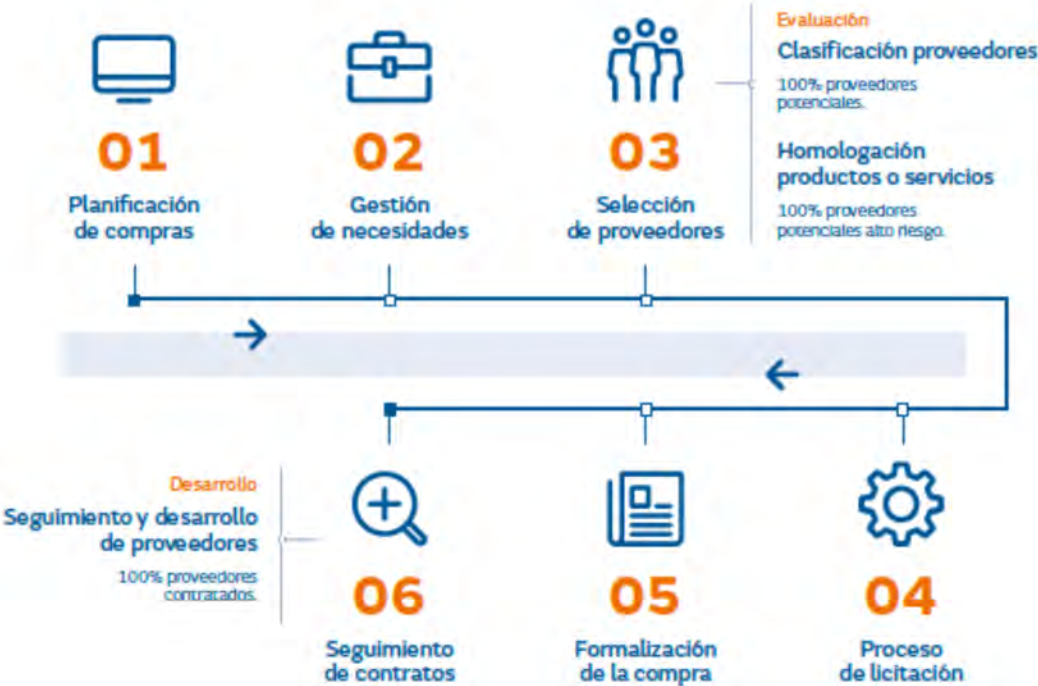 01
Planificación
de compras
02
Gestión
de necesidades
03
Selección
de proveedores
Evaluación
Clasificación proveedores
100% proveedores
potenciales.
Homologación
productos o servicios
100% proveedores
potenciales alto riesgo.
04
Proceso
de licitación
05
Formalización
de la compra
06
Seguimiento
de contratos
Desarrollo
Seguimiento y desarrollo
de proveedores
100% proveedores
contratados.